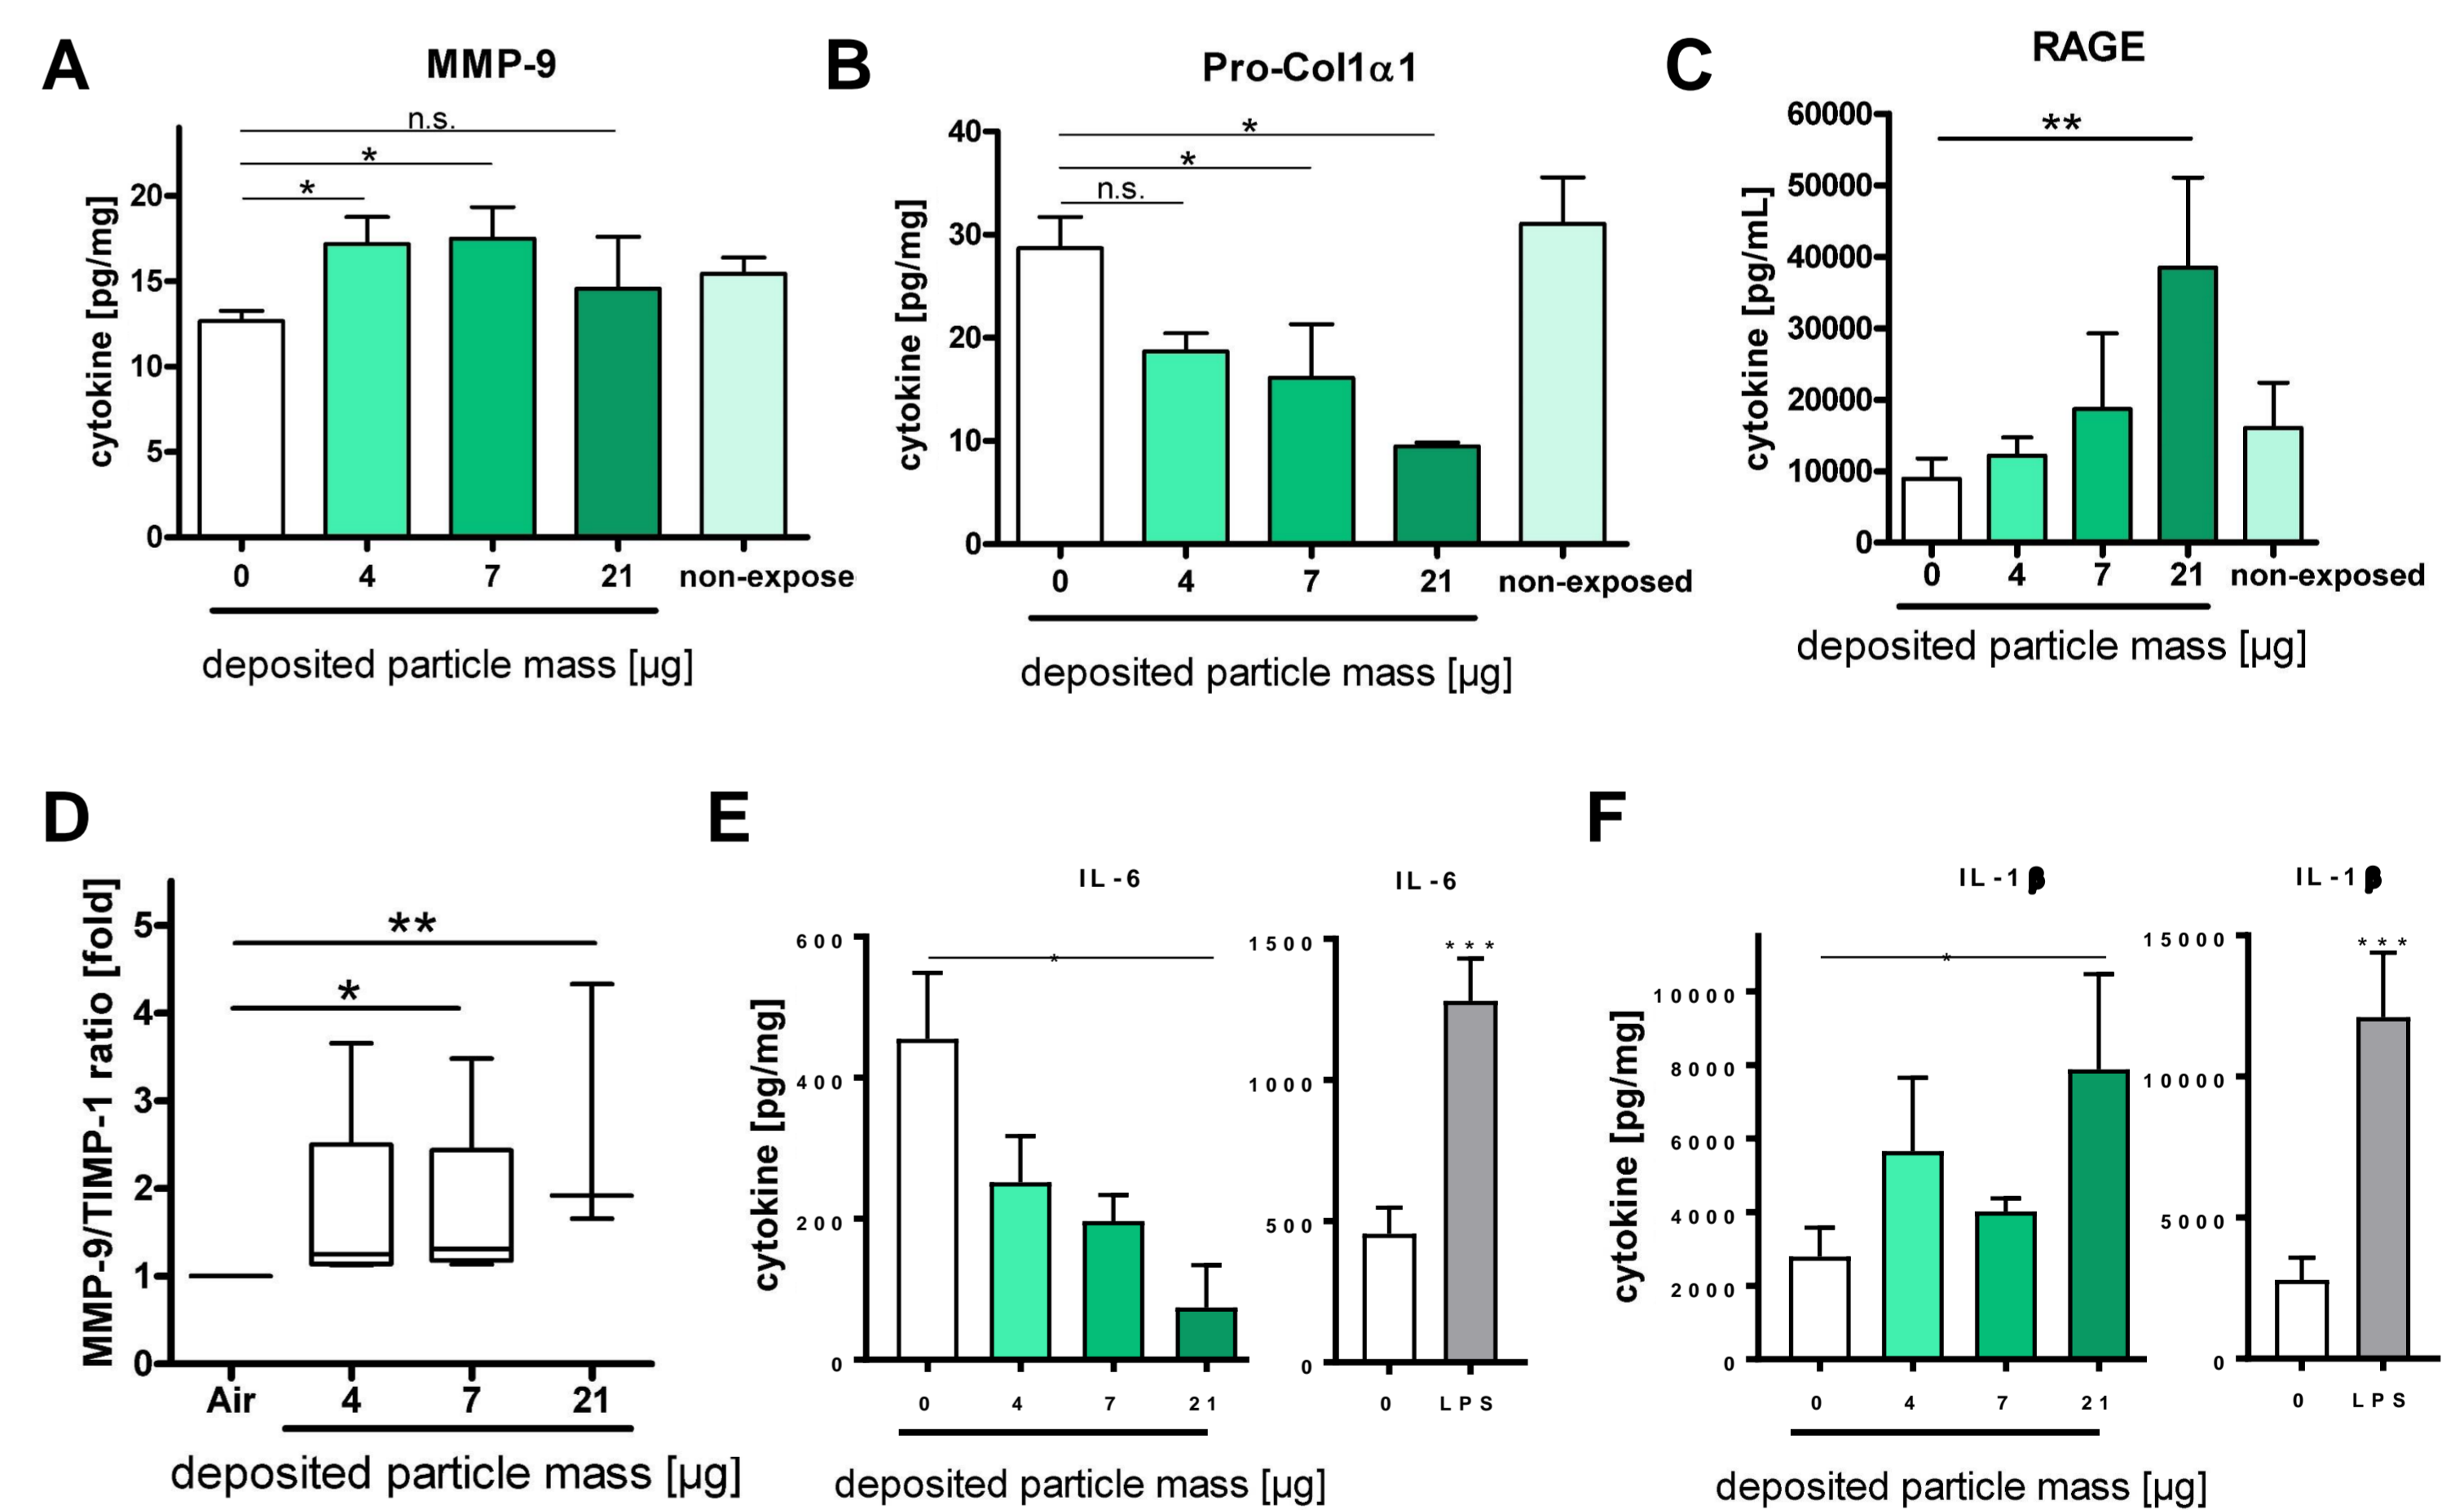 A
MMP-9
n.s.
*
*
cytokine [pg/mg]
20
15
10
5
0
0 4 7 21 non-expose
deposited particle mass [µg]
B
Pro-Col1α1
*
*
n.s.
cytokine [pg/mg]
40
30
20
10
0
0 4 7 21 non-exposed
deposited particle mass [µg]
C
RAGE
**
cytokine [pg/mL]
60000
50000
40000
30000
20000
10000
0
0 4 7 21 non-exposed
deposited particle mass [µg]
D
**
*
MMP-9/TIMP-1 ratio [fold]
5
4
3
2
1
0
Air 4 7 21
deposited particle mass [µg]
E
IL-6
*
cytokine [pg/mg]
600
400
200
0
0 4 7 21
deposited particle mass [µg]
IL-6
***
1500
1000
500
0
0 LPS
F
IL-1β
*
cytokine [pg/mg]
10000
8000
6000
4000
2000
0
0 4 7 21
deposited particle mass [µg]
IL-1β
***
15000
10000
5000
0
0 LPS